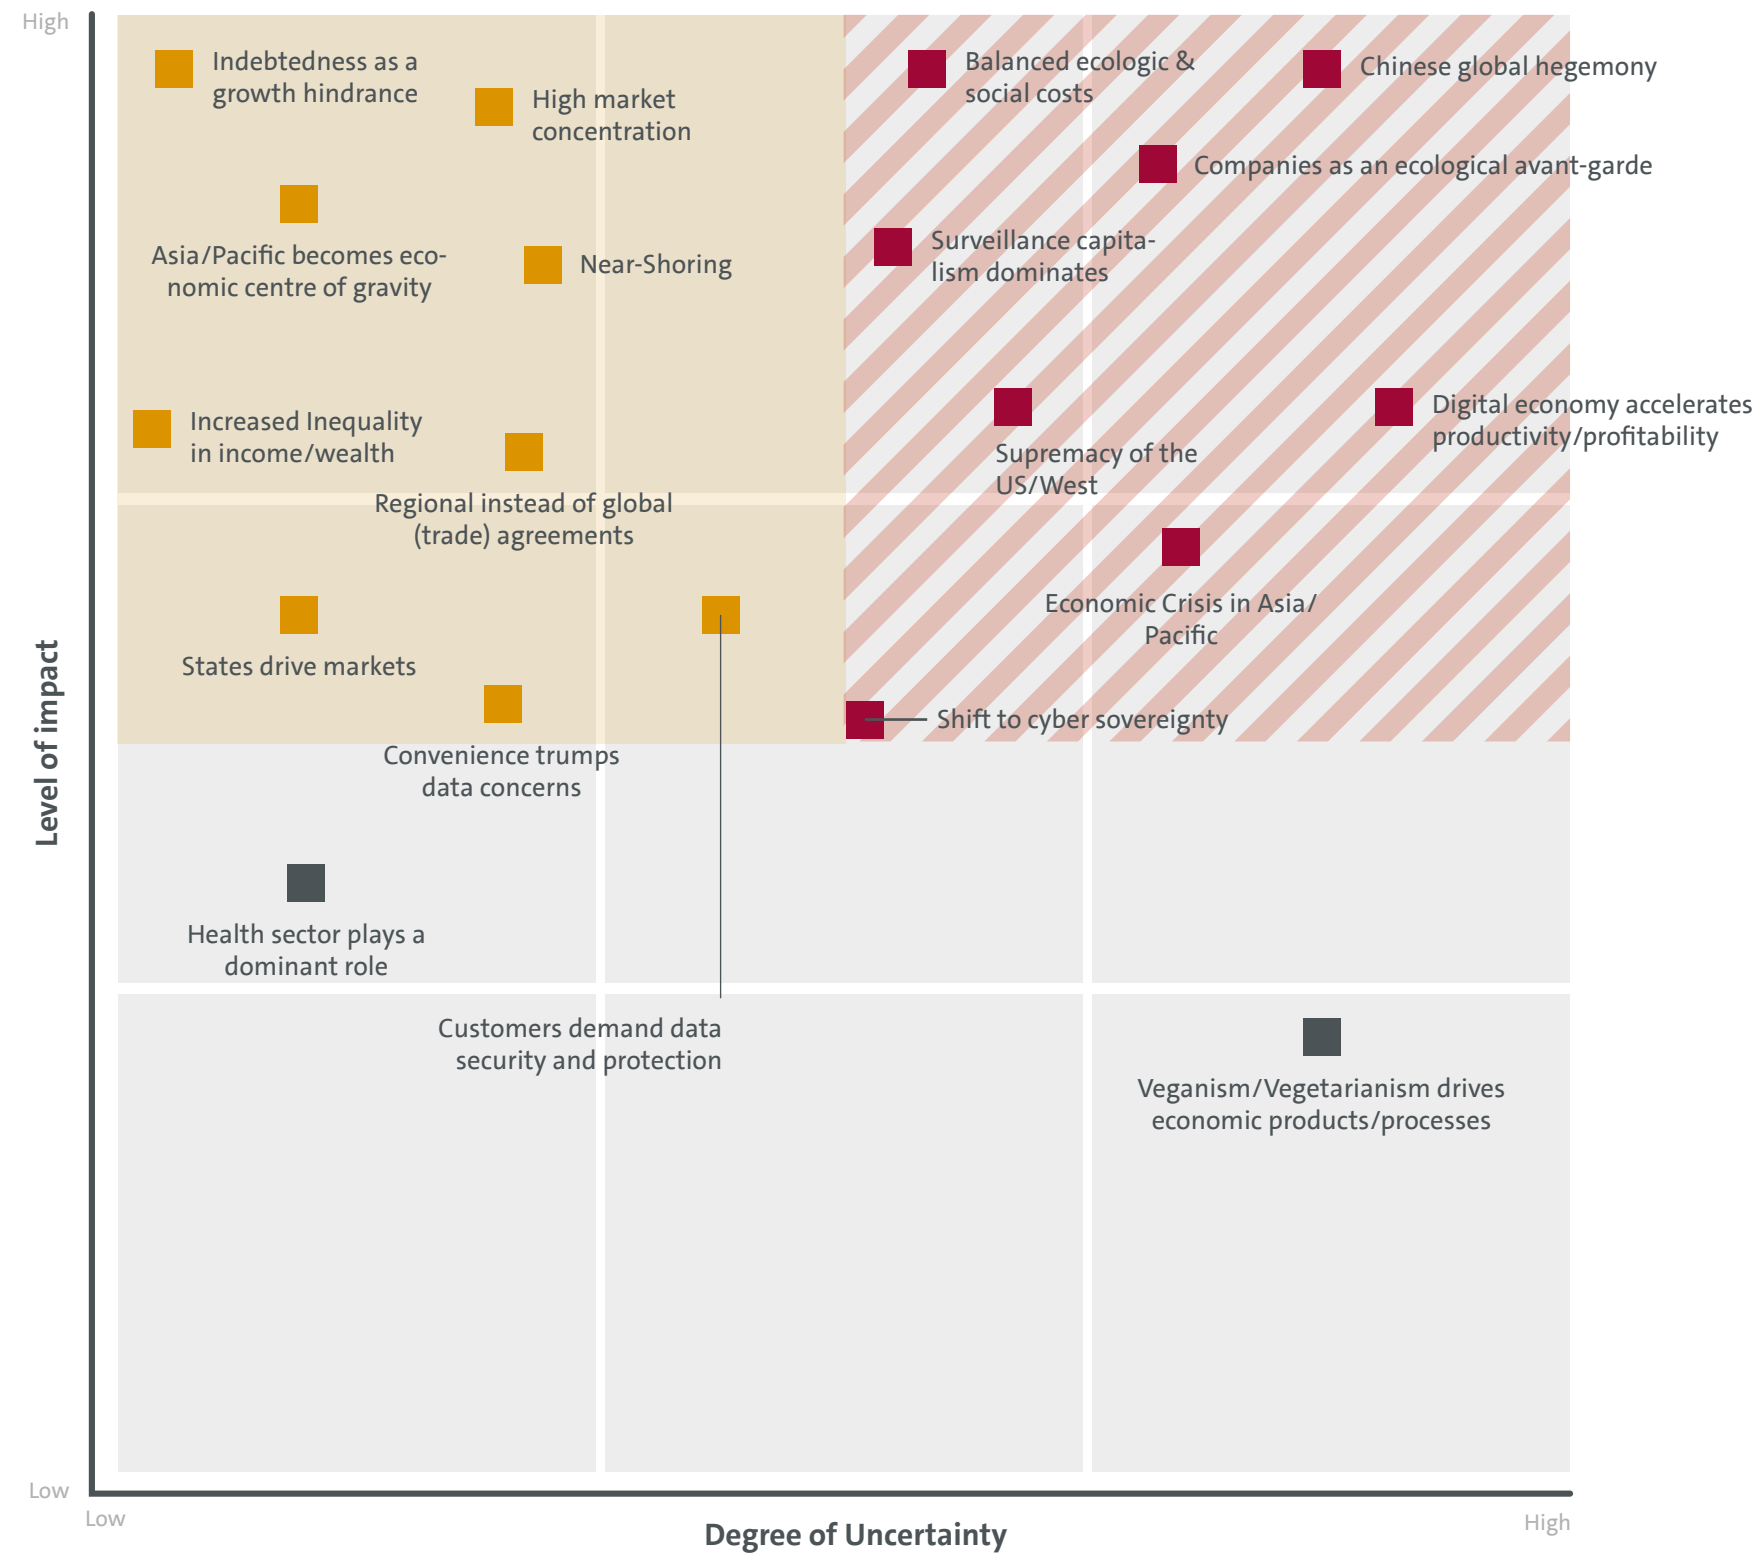 High
Indebtedness as a
growth hindrance
High market
concentration
Balanced ecologic &
social costs
Chinese global hegemony
Companies as an ecological avant-garde
Asia/Pacific becomes eco-
nomic centre of gravity
Near-Shoring
Surveillance capita-
lism dominates
Increased Inequality
in income/wealth
Regional instead of global
(trade) agreements
Supremacy of the
US/West
Digital economy accelerates
productivity/profitability
Economic Crisis in Asia/
Pacific
States drive markets
Convenience trumps
data concerns
Shift to cyber sovereignty
Level of impact
Health sector plays a
dominant role
Customers demand data
security and protection
Veganism/Vegetarianism drives
economic products/processes
Low
Low
Degree of Uncertainty
High